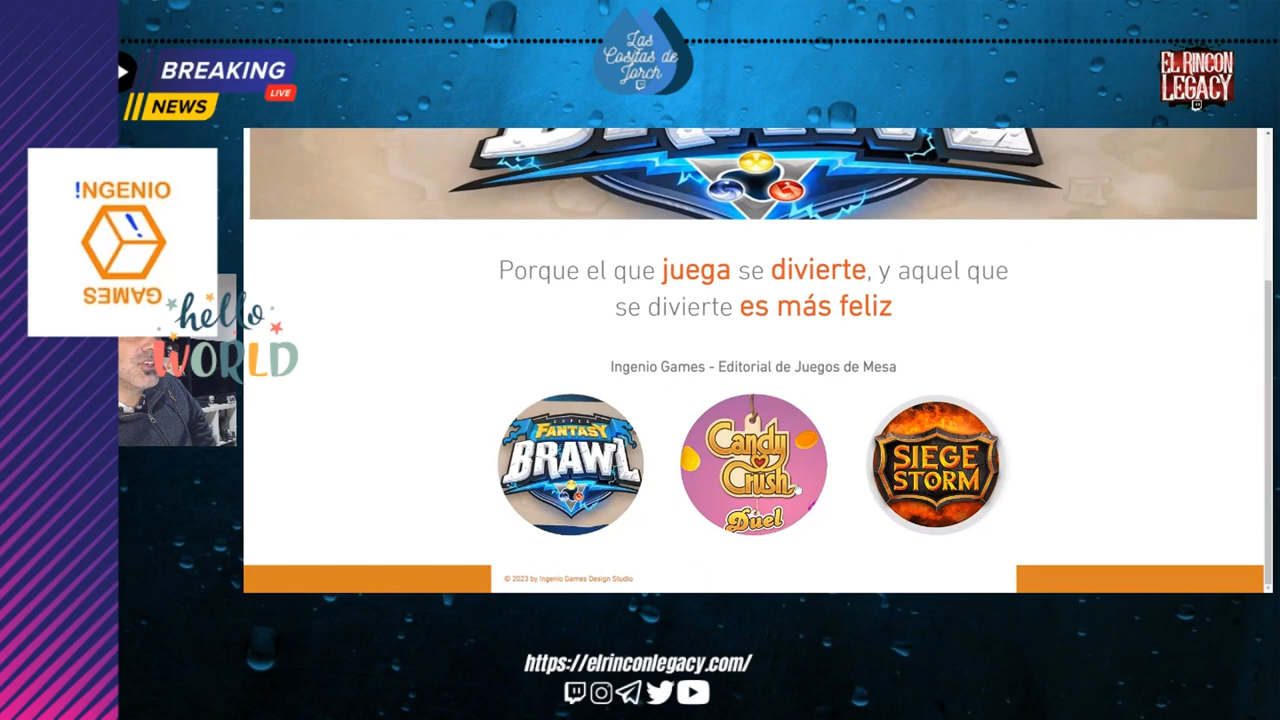 Las
Cositas de
Jorch
BREAKING
LIVE
NEWS
EL RINCON
LEGACY
!NGENIO
GAMES
hello
WORLD
BRAWL
Porque el que juega se divierte, y aquel que
se divierte es más feliz
Ingenio Games - Editorial de Juegos de Mesa
SUPER
FANTASY
BRAWL
Candy
Crush
Duel
SIEGE
STORM
© 2023 by Ingenio Games Design Studio
https://elrinconlegacy.com/